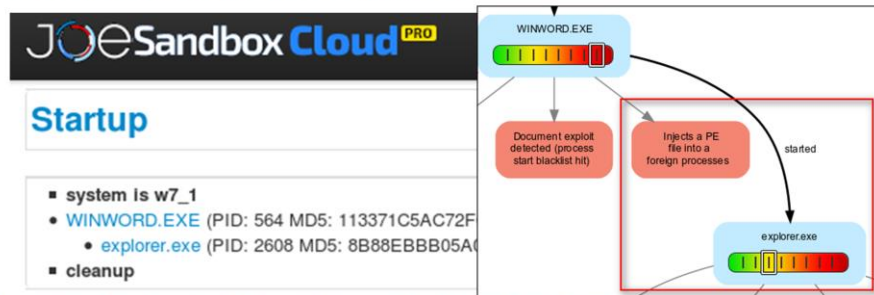 JOeSandbox Cloud PRO
Startup
system is w7_1
WINWORD.EXE (PID: 564 MD5: 113371C5AC72F
explorer.exe (PID: 2608 MD5: 8B88EBBB05A
cleanup
WINWORD.EXE
Document exploit
detected (process
start blacklist hit)
Injects a PE
file into a
foreign processes
started
explorer.exe